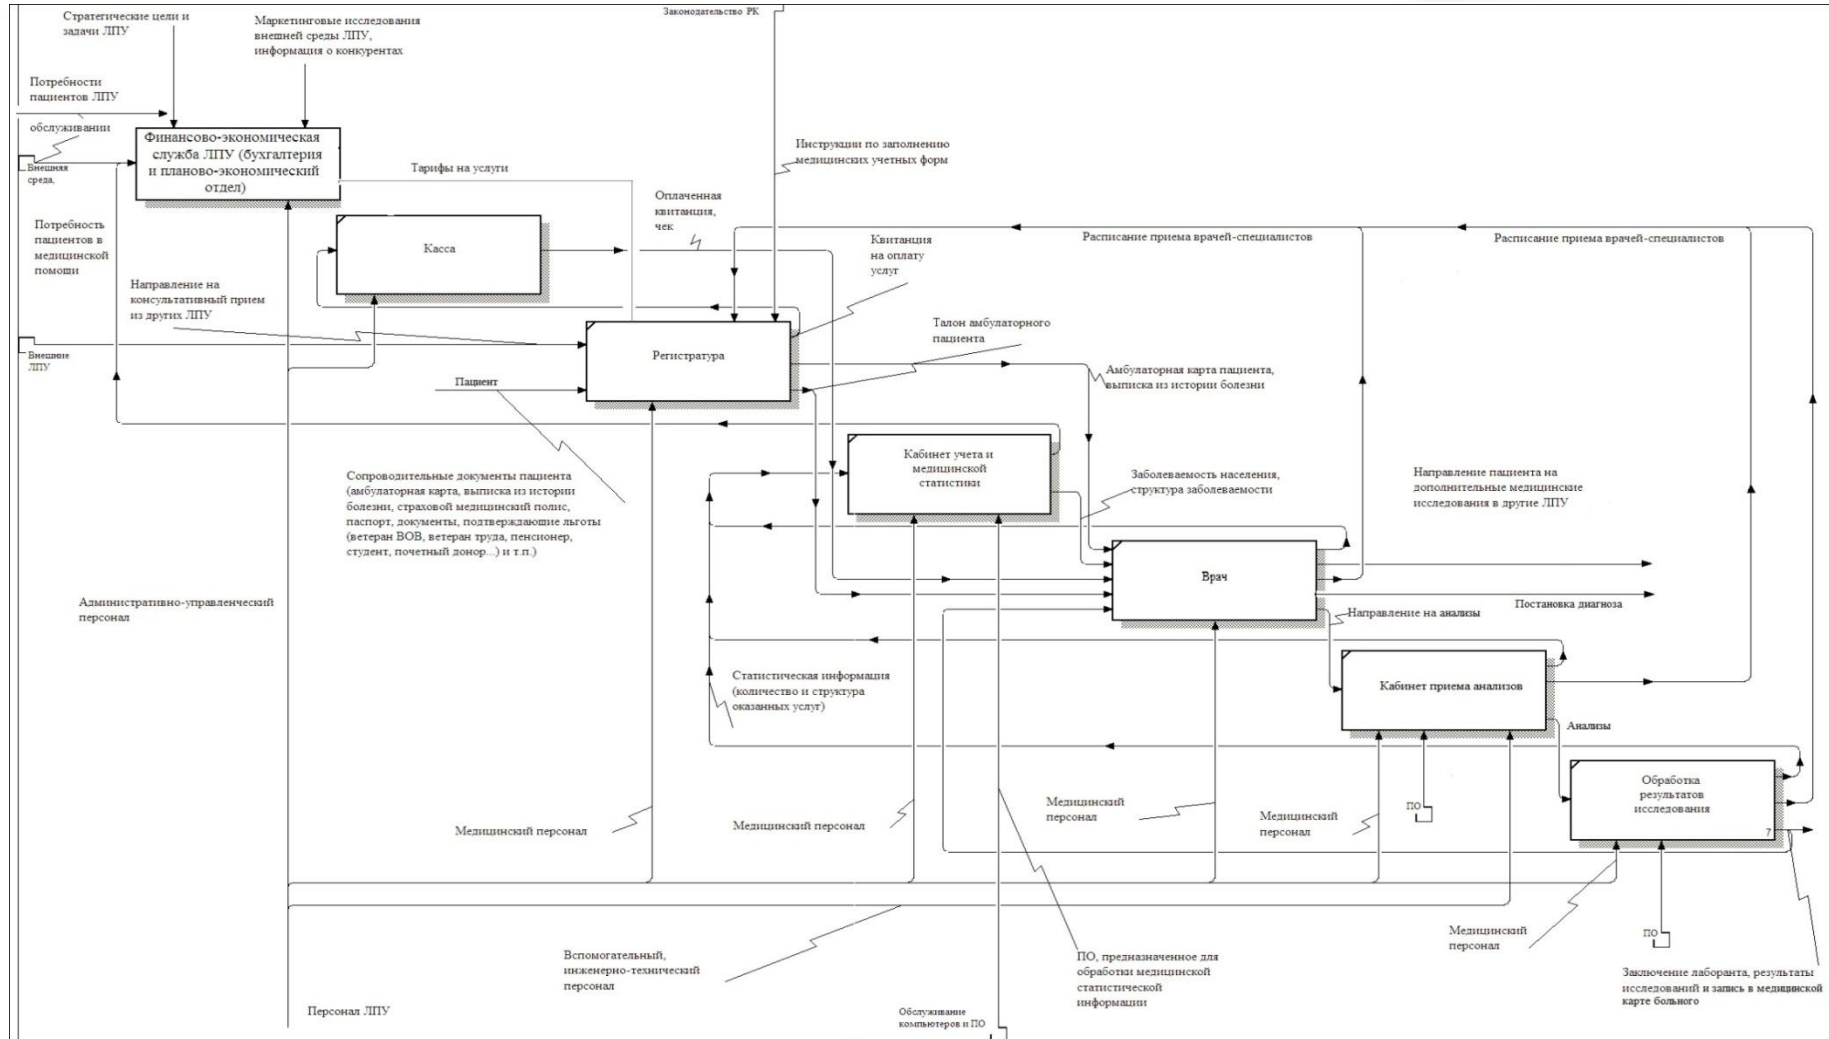 Стратегические цели и
задачи ЛПУ
Маркетинговые исследования
внешней среды ЛПУ,
информация о конкурентах
Законодательство РК
Потребности
пациентов ЛПУ
обслуживании
Внешняя
среда,
Финансово-экономическая
служба ЛПУ (бухгалтерия
и планово-экономический
отдел)
Тарифы на услуги
Инструкции по заполнению
медицинских учетных форм
Оплаченная
квитанция,
чек
Потребность
пациентов в
медицинской
помощи
Касса
Квитанция
на оплату
услуг
Расписание приема врачей-специалистов
Расписание приема врачей-специалистов
Направление на
консультативный прием
из других ЛПУ
Внешние
ЛПУ
Регистратура
Талон амбулаторного
пациента
Пациент
Амбулаторная карта пациента,
выписка из истории болезни
Сопроводительные документы пациента
(амбулаторная карта, выписка из истории
болезни, страховой медицинский полис,
паспорт, документы, подтверждающие льготы
(ветеран ВОВ, ветеран труда, пенсионер,
студент, почетный донор...) и т.п.)
Кабинет учета и
медицинской
статистики
Заболеваемость населения,
структура заболеваемости
Направление пациента на
дополнительные медицинские
исследования в другие ЛПУ
Врач
Административно-управленческий
персонал
Постановка диагноза
Направление на анализы
Статистическая информация
(количество и структура
оказанных услуг)
Кабинет приема анализов
Анализы
Обработка
результатов
исследования
7
Медицинский персонал
Медицинский персонал
Медицинский
персонал
Медицинский
персонал
ПО
Вспомогательный,
инженерно-технический
персонал
ПО, предназначенное для
обработки медицинской
статистической
информации
Медицинский
персонал
ПО
Заключение лаборанта, результаты
исследований и запись в медицинской
карте больного
Персонал ЛПУ
Обслуживание
компьютеров и ПО